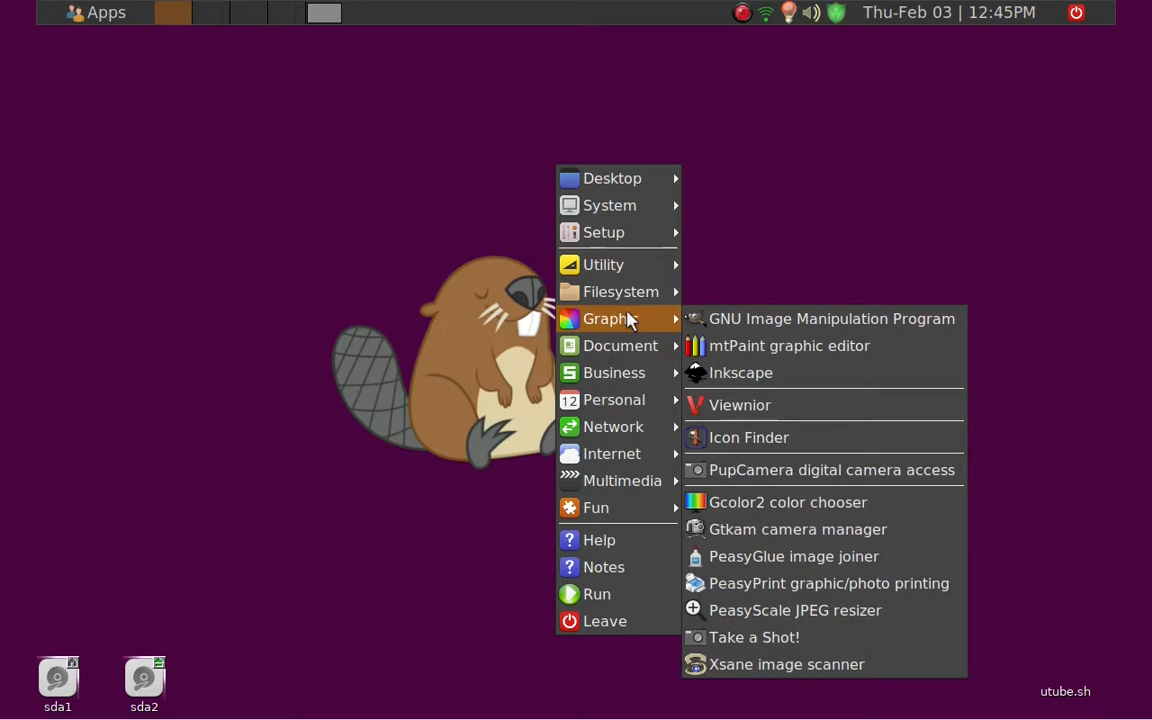 Apps
Thu-Feb 03 | 12:45PM
Desktop
System
Setup
Utility
Filesystem
Graphic
Document
Business
Personal
12
Network
Internet
Multimedia
Fun
Help
Notes
Run
Leave
GNU Image Manipulation Program
mtPaint graphic editor
Inkscape
Viewnior
Icon Finder
PupCamera digital camera access
Gcolor2 color chooser
Gtkam camera manager
PeasyGlue image joiner
PeasyPrint graphic/photo printing
PeasyScale JPEG resizer
Take a Shot!
Xsane image scanner
sda1
sda2
utube.sh